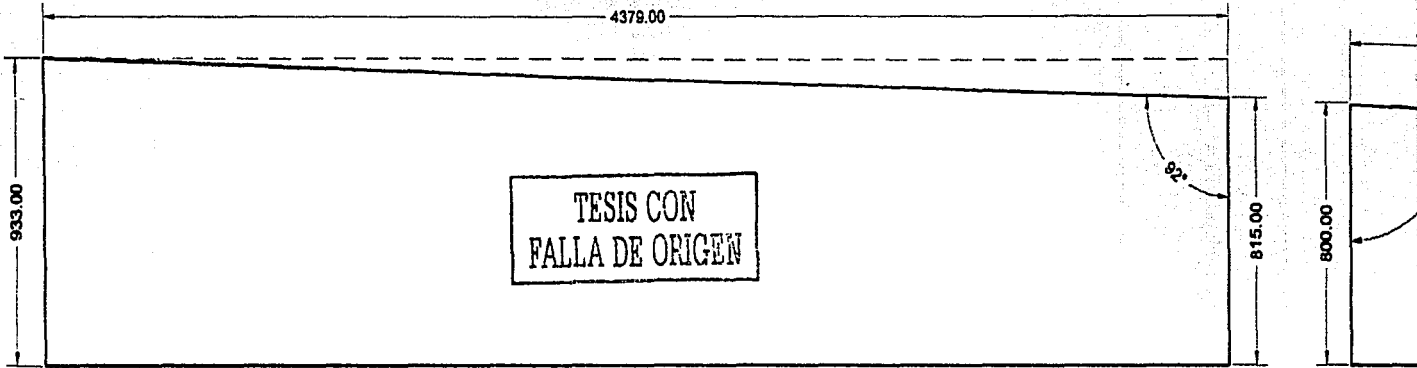 4379.00
933.00
92°
815.00
800.00
TESIS CON
FALLA DE ORIGEN